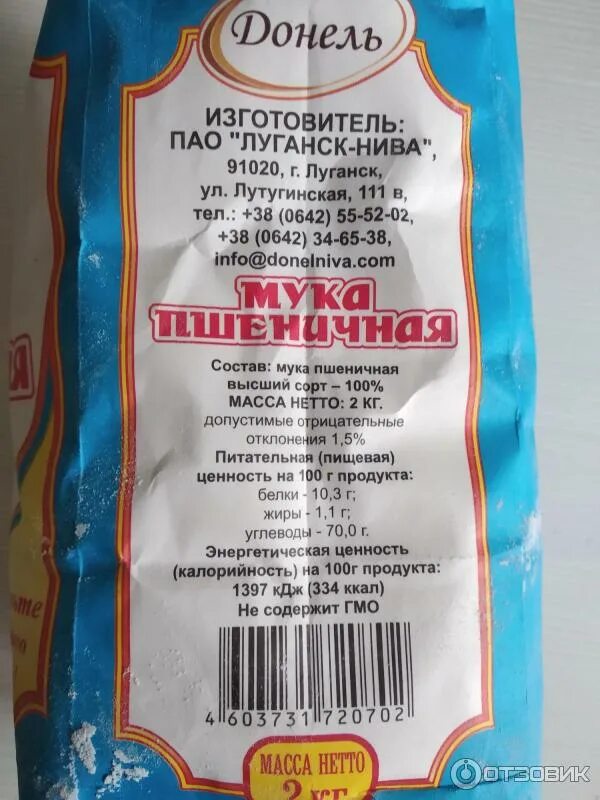 Донель
ИЗГОТОВИТЕЛЬ:
ПАО "ЛУГАНСК-НИВА",
91020, г. Луганск,
ул. Лутугинская, 111 в,
тел.: +38 (0642) 55-52-02,
+38 (0642) 34-65-38,
info@donelniva.com
МУКА
ПШЕНИЧНАЯ
Состав: мука пшеничная
высший сорт – 100%
МАССА НЕТТО: 2 КГ.
допустимые отрицательные
отклонения 1,5%
Питательная (пищевая)
ценность на 100 г продукта:
белки - 10,3 г;
жиры - 1,1 г;
углеводы - 70,0 г.
Энергетическая ценность
(калорийность) на 100г продукта:
1397 кДж (334 ккал)
Не содержит ГМО
4 603731 720702
МАССА НЕТТО
2 КГ
ОТЗОВИК